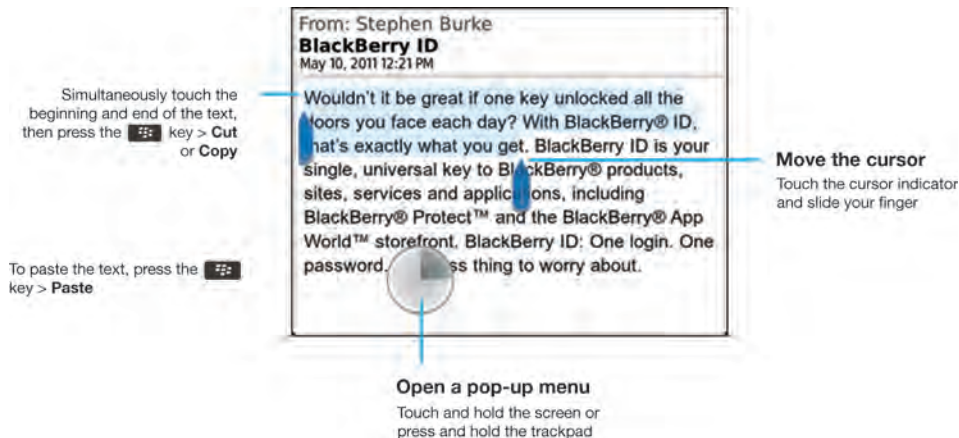 From: Stephen Burke
BlackBerry ID
May 10, 2011 12:21 PM
Simultaneously touch the
beginning and end of the text,
then press the key > Cut
or Copy
Wouldn't it be great if one key unlocked all the
doors you face each day? With BlackBerry® ID,
that's exactly what you get. BlackBerry ID is your
single, universal key to BlackBerry® products,
sites, services and applications, including
BlackBerry® Protect™ and the BlackBerry® App
World™ storefront. BlackBerry ID: One login. One
password. ss thing to worry about.
Move the cursor
Touch the cursor indicator
and slide your finger
To paste the text, press the
key > Paste
Open a pop-up menu
Touch and hold the screen or
press and hold the trackpad